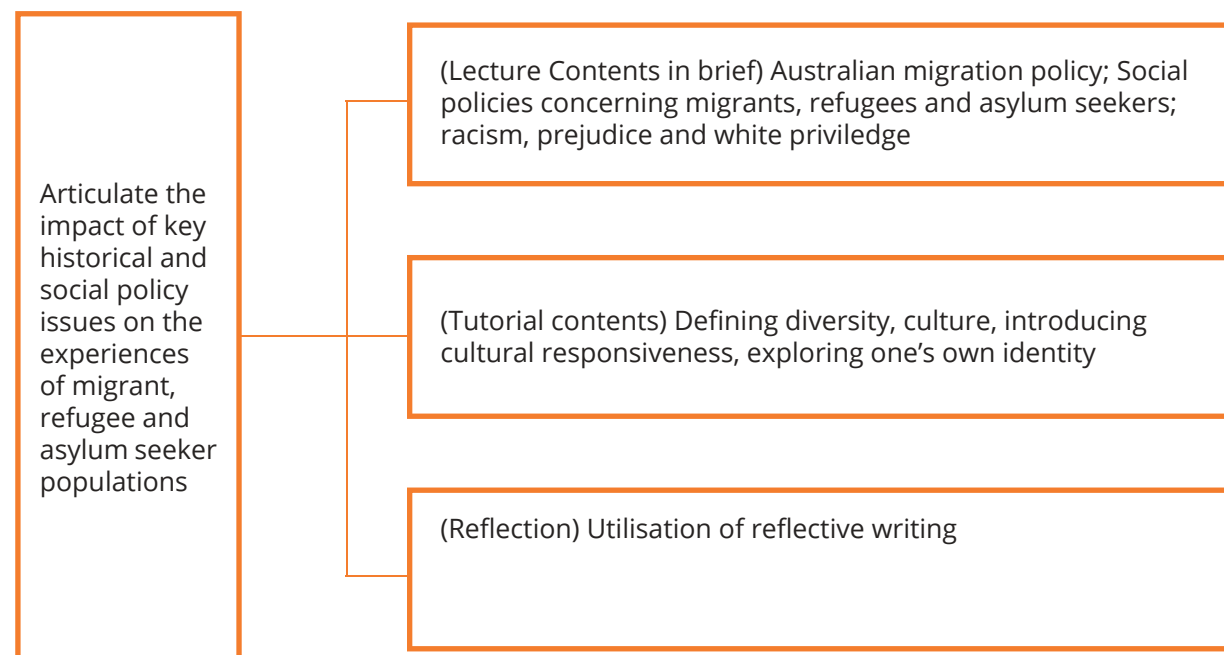 Articulate the
impact of key
historical and
social policy
issues on the
experiences
of migrant,
refugee and
asylum seeker
populations
(Lecture Contents in brief) Australian migration policy; Social
policies concerning migrants, refugees and asylum seekers;
racism, prejudice and white priviledge
(Tutorial contents) Defining diversity, culture, introducing
cultural responsiveness, exploring one’s own identity
(Reflection) Utilisation of reflective writing